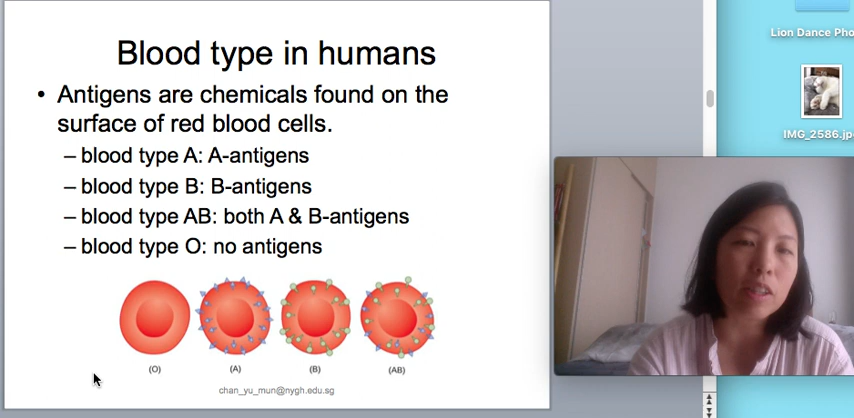 Blood type in humans
• Antigens are chemicals found on the
surface of red blood cells.
– blood type A: A-antigens
– blood type B: B-antigens
– blood type AB: both A & B-antigens
– blood type O: no antigens
(O) (A) (B) (AB)
chan_yu_mun@nygh.edu.sg
Lion Dance Pho
IMG_2586.jp